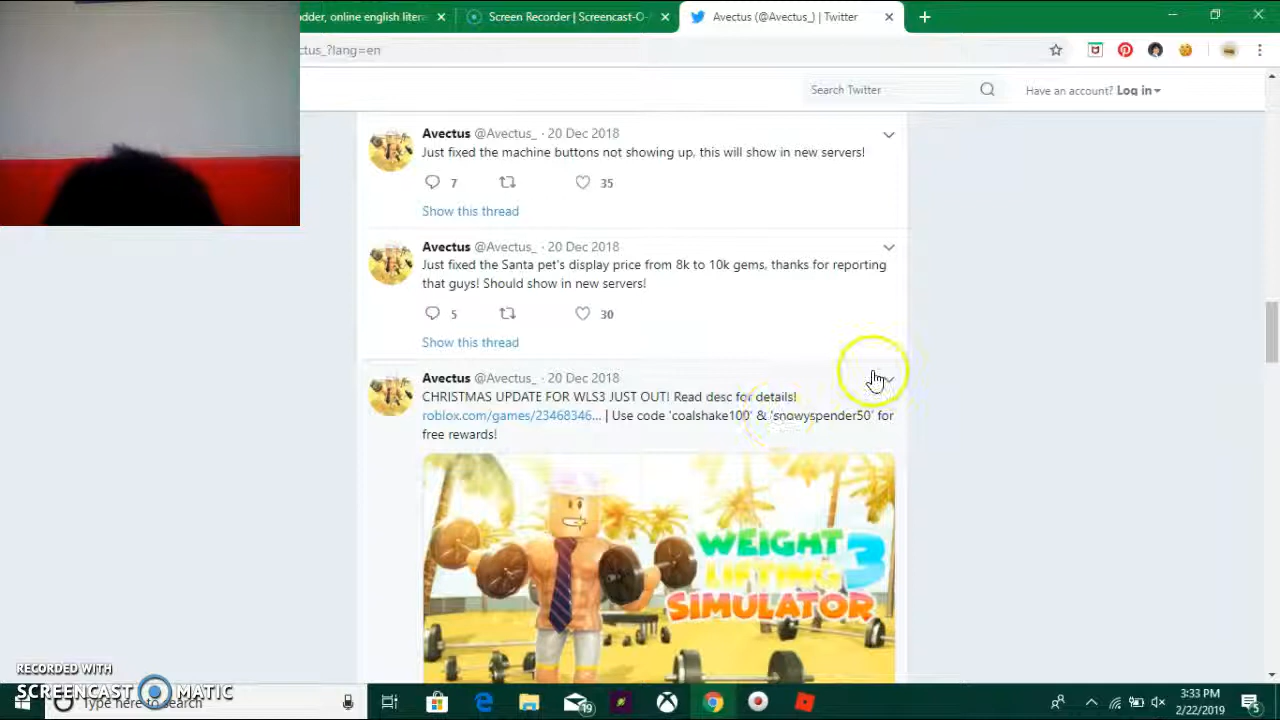 adder, online english litera
Screen Recorder | Screencast-O-
Avectus (@Avectus_) | Twitter
ctus_?lang=en
Search Twitter
Have an account? Log in
Avectus @Avectus_ · 20 Dec 2018
Just fixed the machine buttons not showing up, this will show in new servers!
7 35
Show this thread
Avectus @Avectus_ · 20 Dec 2018
Just fixed the Santa pet's display price from 8k to 10k gems, thanks for reporting
that guys! Should show in new servers!
5 30
Show this thread
Avectus @Avectus_ · 20 Dec 2018
CHRISTMAS UPDATE FOR WLS3 JUST OUT! Read desc for details!
roblox.com/games/23468346... | Use code 'coalshake100' & 'snowyspender50' for
free rewards!
WEIGHT
LIFTING 3
SIMULATOR
RECORDED WITH
SCREENCAST MATIC
Type here to search
19
3:33 PM
2/22/2019
5